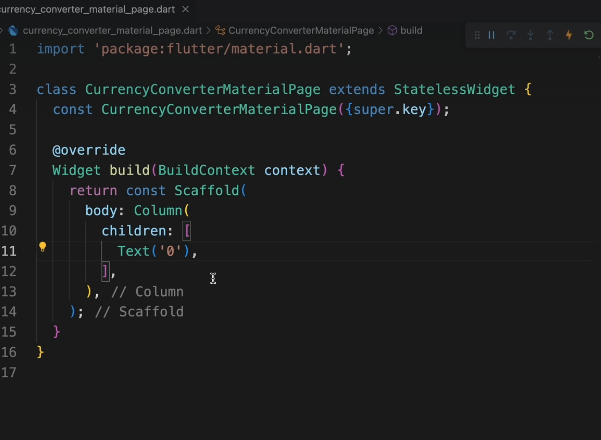 currency_converter_material_page.dart ×
currency_converter_material_page.dart > CurrencyConverterMaterialPage > build
1 import 'package:flutter/material.dart';
2
3 class CurrencyConverterMaterialPage extends StatelessWidget {
4 const CurrencyConverterMaterialPage({super.key});
5
6 @override
7 Widget build(BuildContext context) {
8 return const Scaffold(
9 body: Column(
10 children: [
11 Text('0'),
12 ],
13 ), // Column
14 ); // Scaffold
15 }
16 }
17